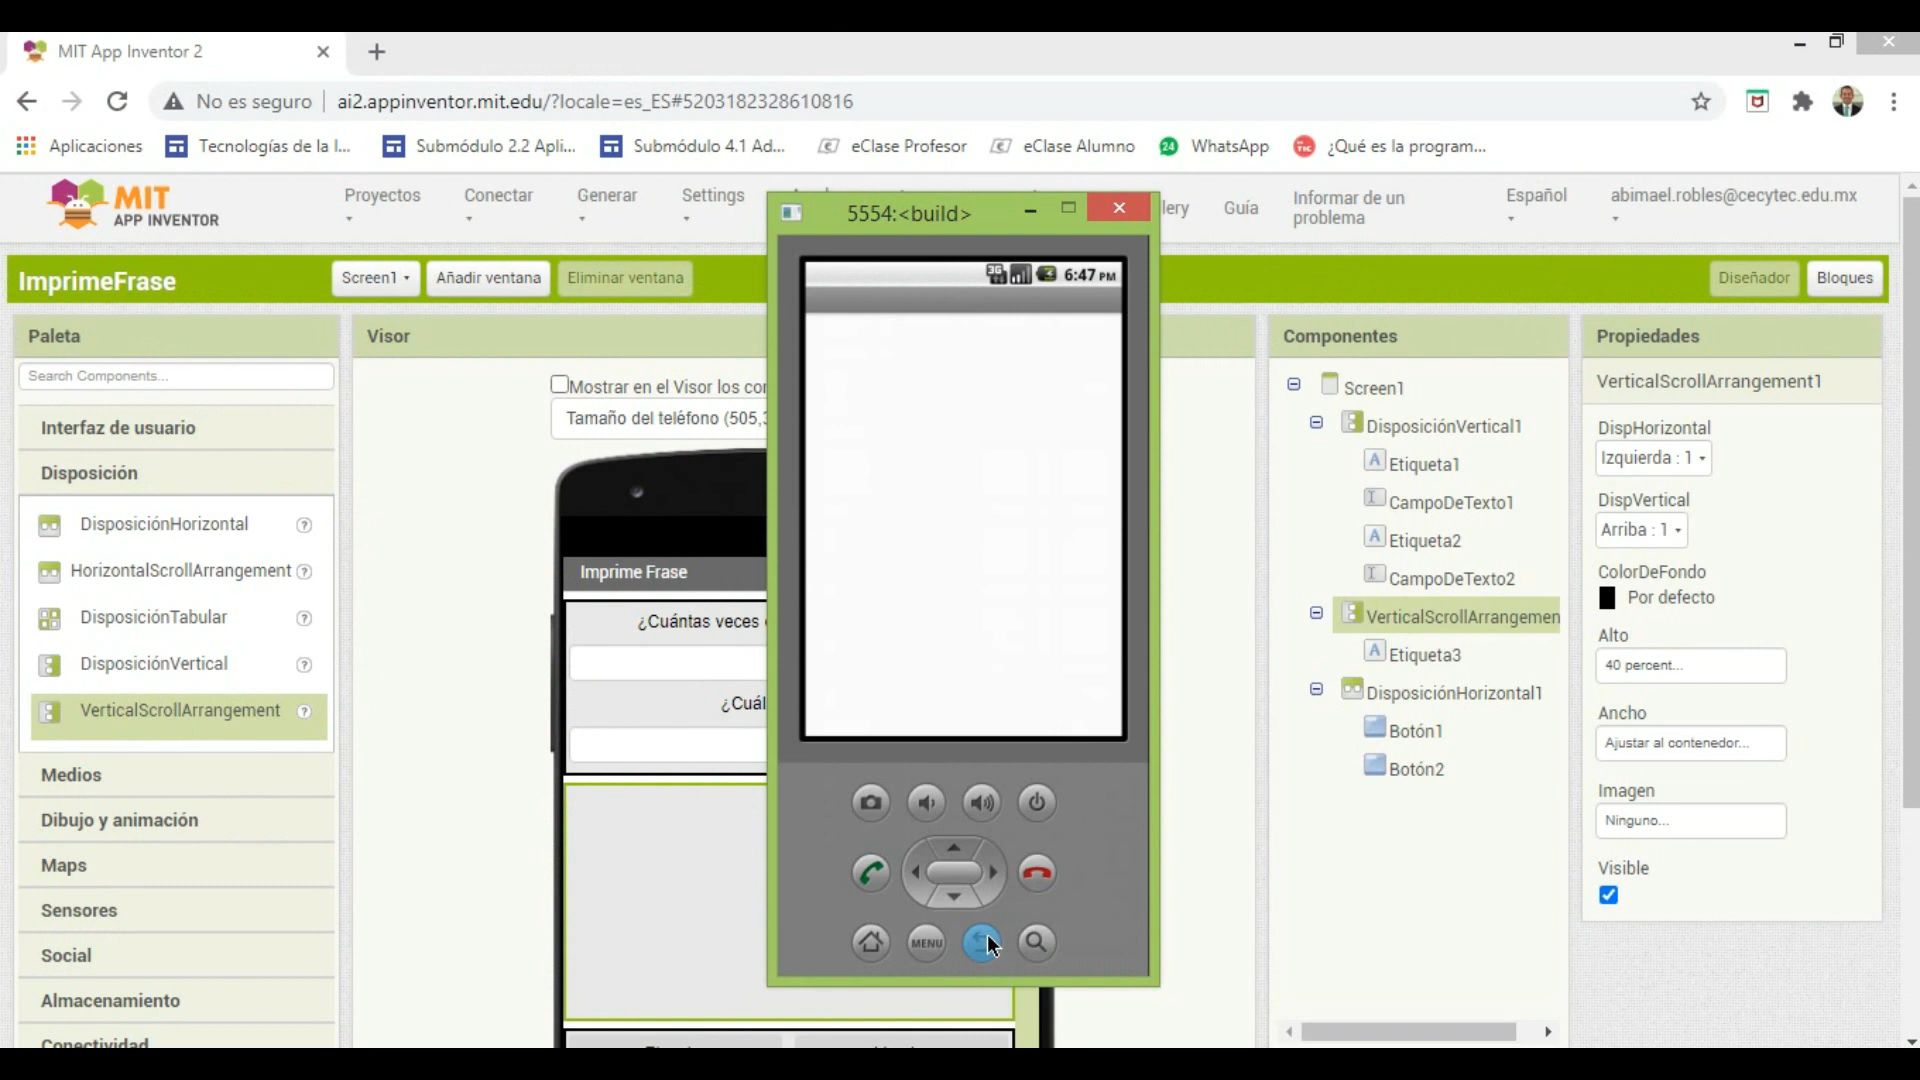 MIT App Inventor 2
No es seguro
ai2.appinventor.mit.edu/?locale=es_ES#5203182328610816
Aplicaciones
Tecnologías de la I...
Submódulo 2.2 Apli...
Submódulo 4.1 Ad...
eClase Profesor
eClase Alumno
24
WhatsApp
¿Qué es la program...
MIT
APP INVENTOR
Proyectos
Conectar
Generar
Settings
lery
Guía
Informar de un
problema
Español
abimael.robles@cecytec.edu.mx
ImprimeFrase
Screen1
Añadir ventana
Eliminar ventana
Diseñador
Bloques
Paleta
Search Components...
Interfaz de usuario
Disposición
DisposiciónHorizontal
HorizontalScrollArrangement
DisposiciónTabular
DisposiciónVertical
VerticalScrollArrangement
Medios
Dibujo y animación
Maps
Sensores
Social
Almacenamiento
Conectividad
Visor
Mostrar en el Visor los cor
Tamaño del teléfono (505,3
Imprime Frase
¿Cuántas veces
¿Cuál
5554:<build>
3G
6:47 PM
MENU
Componentes
Screen1
DisposiciónVertical1
Etiqueta1
CampoDeTexto1
Etiqueta2
CampoDeTexto2
VerticalScrollArrangemen
Etiqueta3
DisposiciónHorizontal1
Botón1
Botón2
Propiedades
VerticalScrollArrangement1
DispHorizontal
Izquierda : 1
DispVertical
Arriba : 1
ColorDeFondo
Por defecto
Alto
40 percent...
Ancho
Ajustar al contenedor...
Imagen
Ninguno...
Visible